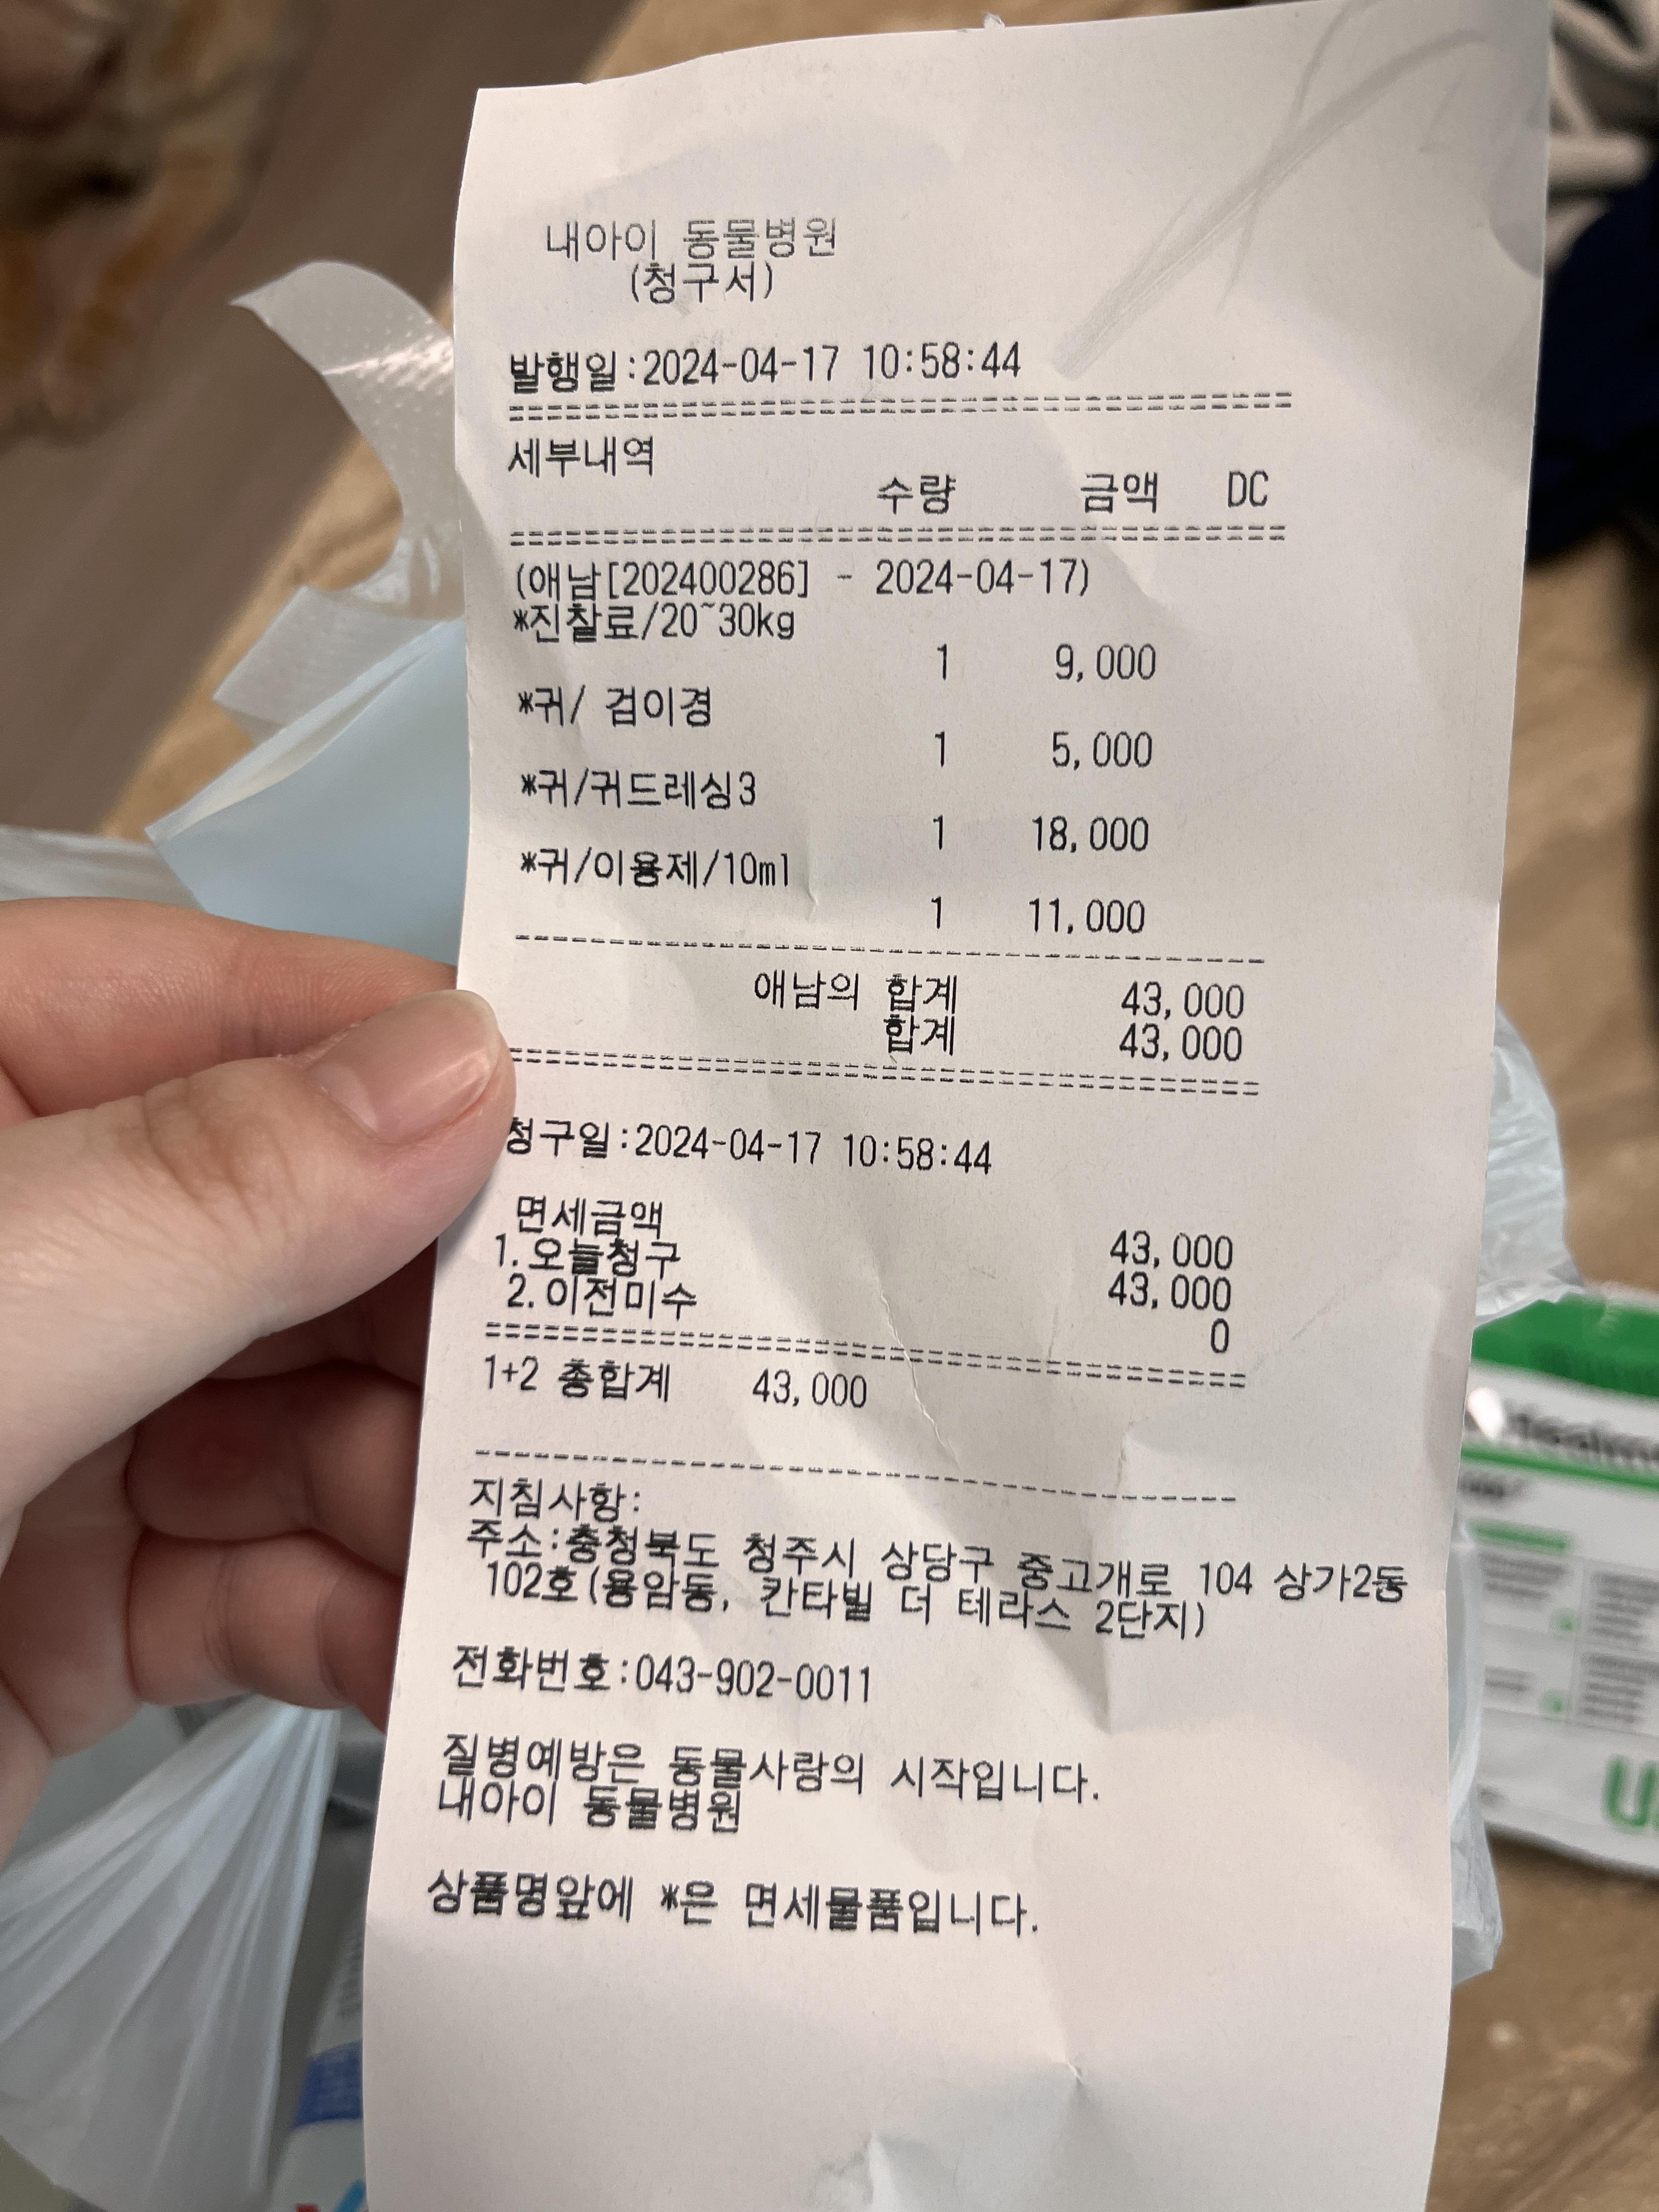 내아이 동물병원
(청구서)
발행일:2024-04-17 10:58:44
==========================================
세부내역
수량 금액 DC
==========================================
(애남[202400286] - 2024-04-17)
*진찰료/20~30kg
1 9,000
*귀/ 검이경
1 5,000
*귀/귀드레싱3
1 18,000
*귀/이용제/10ml
1 11,000
------------------------------------------
애남의 합계 43,000
합계 43,000
==========================================
청구일:2024-04-17 10:58:44
면세금액 43,000
1.오늘청구 43,000
2.이전미수 0
==========================================
1+2 총합계 43,000
------------------------------------------
지침사항:
주소:충청북도 청주시 상당구 중고개로 104 상가2동
102호(용암동, 칸타빌 더 테라스 2단지)
전화번호:043-902-0011
질병예방은 동물사랑의 시작입니다.
내아이 동물병원
상품명앞에 *은 면세물품입니다.